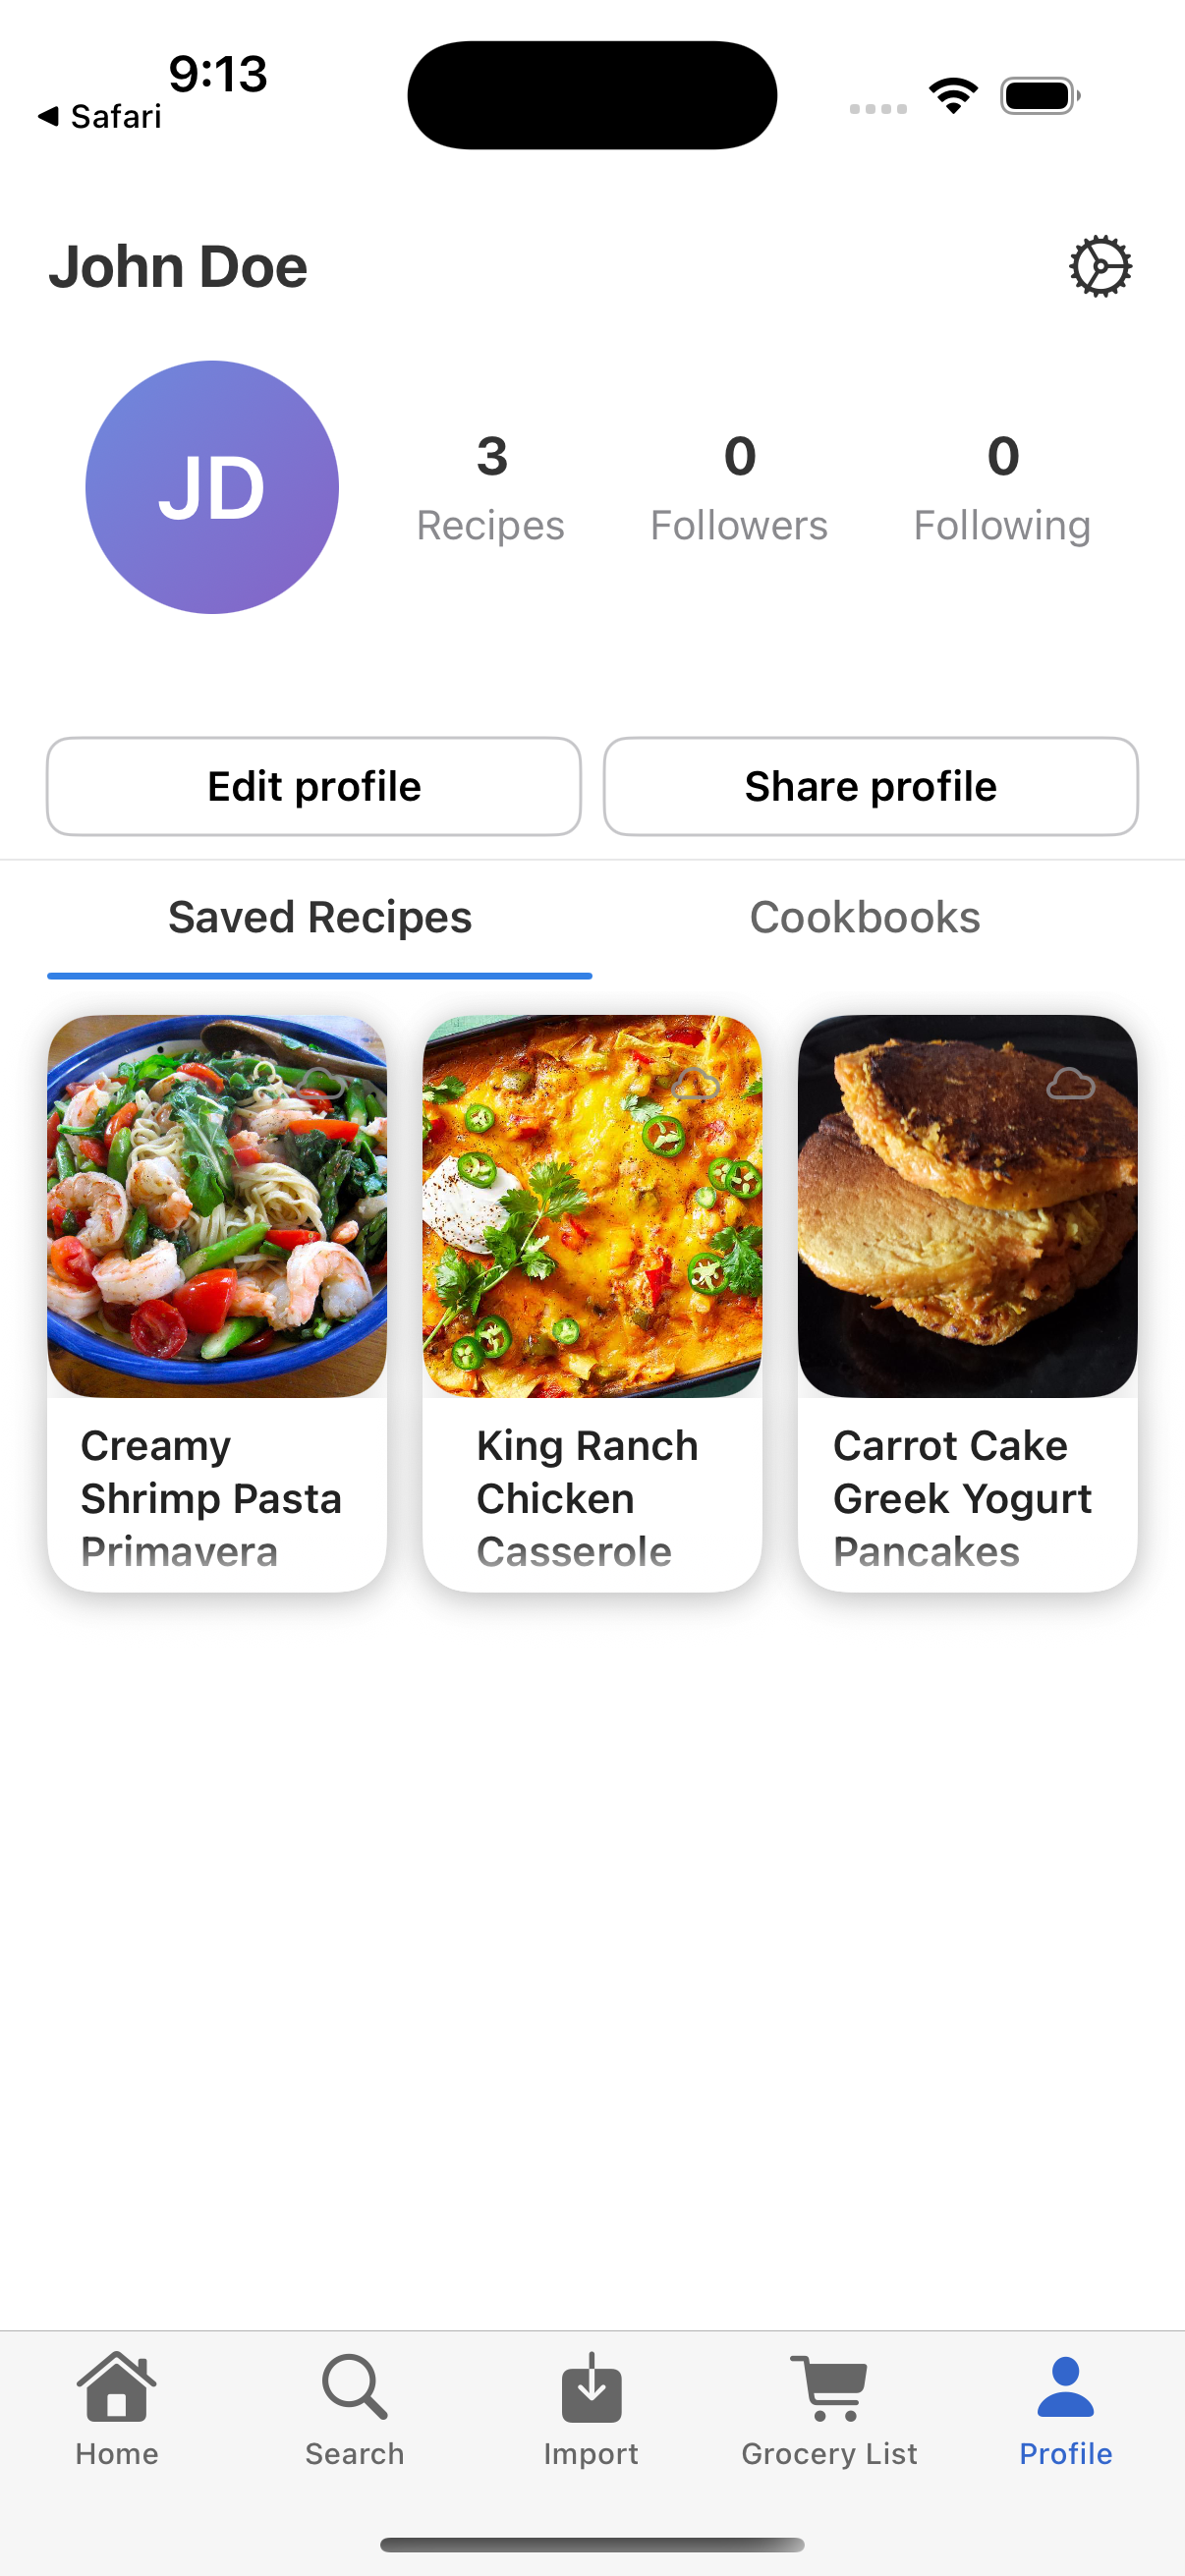 9:13
Safari
John Doe
JD
3
Recipes
0
Followers
0
Following
Edit profile
Share profile
Saved Recipes
Cookbooks
Creamy
Shrimp Pasta
Primavera
King Ranch
Chicken
Casserole
Carrot Cake
Greek Yogurt
Pancakes
Home
Search
Import
Grocery List
Profile